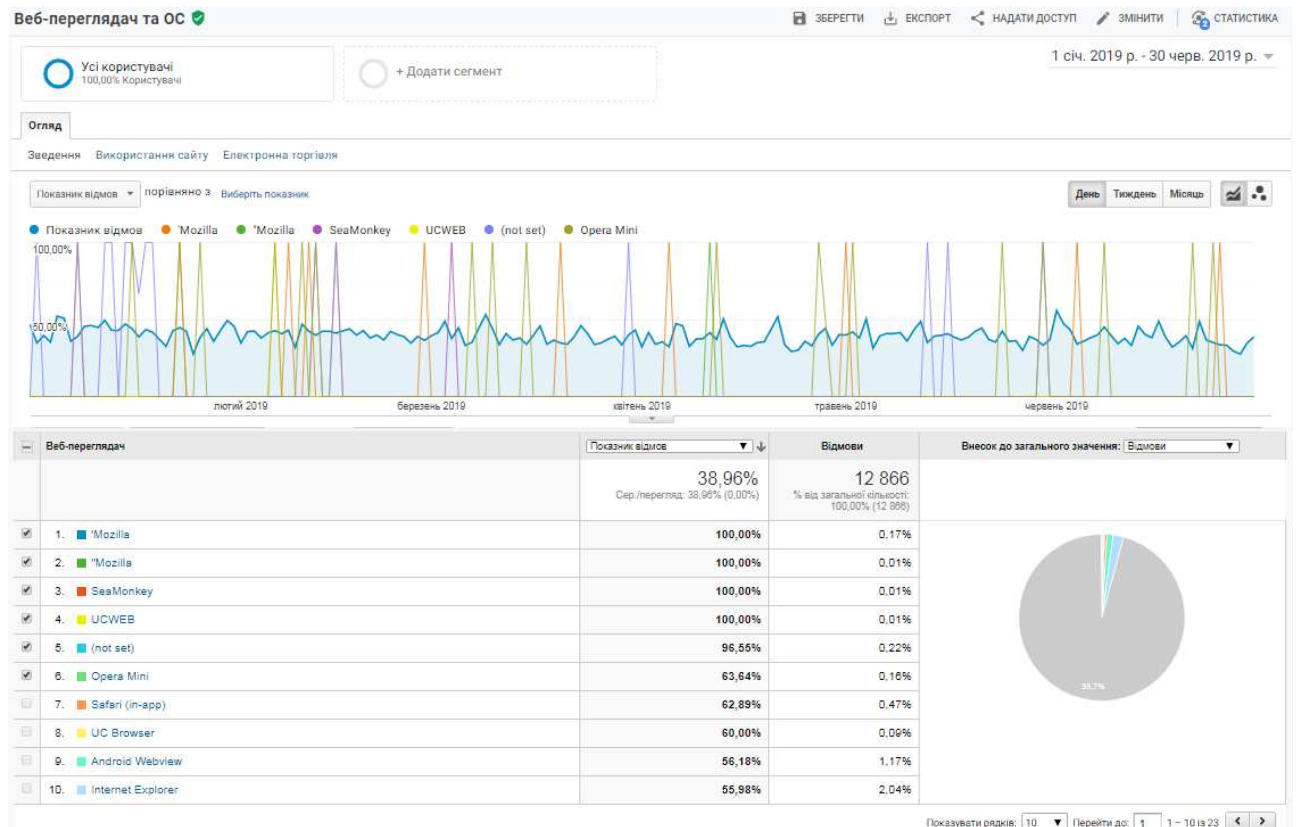 Веб-переглядач та ОС
ЗБЕРЕГТИ ЕКСПОРТ НАДАТИ ДОСТУП ЗМІНИТИ 2 СТАТИСТИКА
1 січ. 2019 р. - 30 черв. 2019 р.
Усі користувачі
100,00% Користувачі
+ Додати сегмент
Огляд
Зведення Використання сайту Електронна торгівля
Показник відмов порівняно з Виберіть показник
День Тиждень Місяць
Показник відмов 'Mozilla "Mozilla SeaMonkey UCWEB (not set) Opera Mini
100,00%
50,00%
лютий 2019 березень 2019 квітень 2019 травень 2019 червень 2019
Веб-переглядач Показник відмов Відмови Внесок до загального значення: Відмови
38,96% 12 866
Сер./перегляд: 38,96% (0,00%) % від загальної кількості:
100,00% (12 866)
1. 'Mozilla 100,00% 0,17%
2. "Mozilla 100,00% 0,01%
3. SeaMonkey 100,00% 0,01%
4. UCWEB 100,00% 0,01%
5. (not set) 96,55% 0,22%
6. Opera Mini 63,64% 0,16%
7. Safari (in-app) 62,89% 0,47%
8. UC Browser 60,00% 0,09%
9. Android Webview 56,18% 1,17%
10. Internet Explorer 55,98% 2,04%
Показувати рядків: 10 Перейти до: 1 1 – 10 із 23